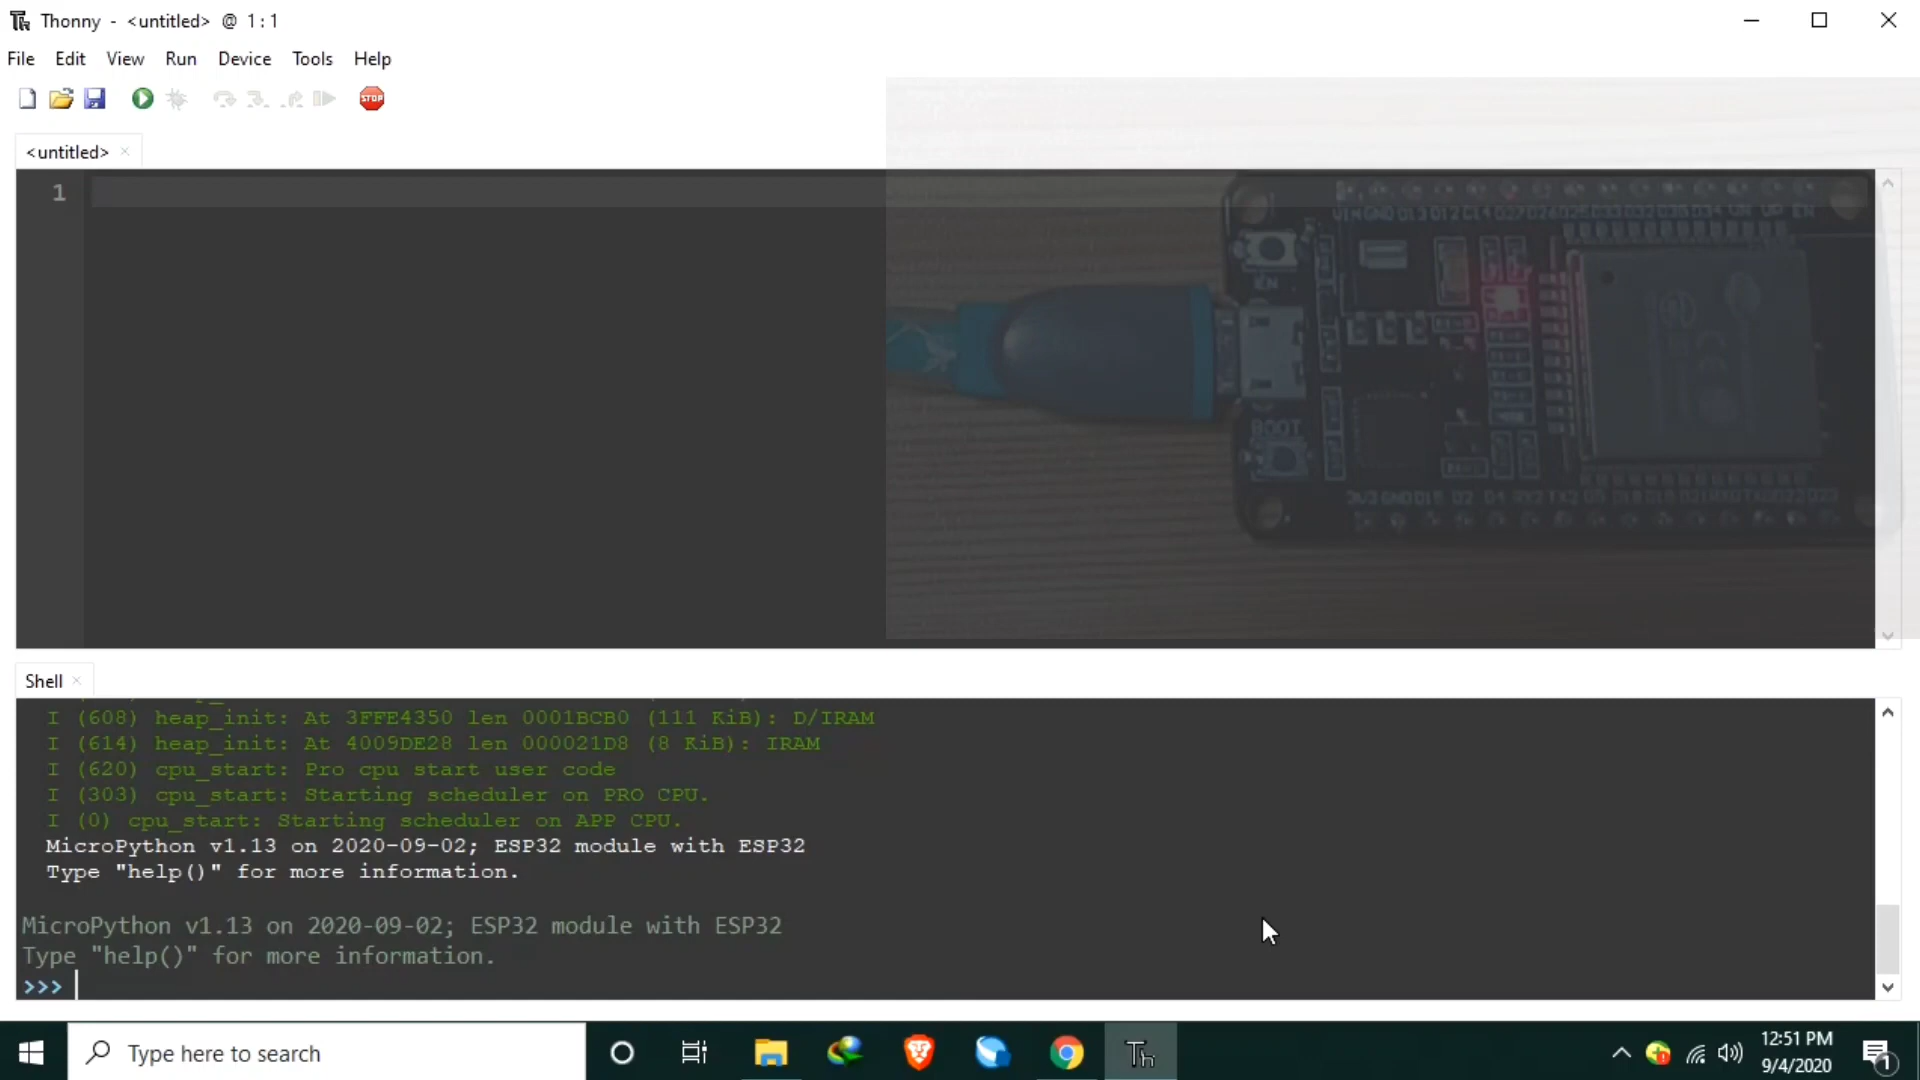 Thonny - <untitled> @ 1 : 1
File Edit View Run Device Tools Help
STOP
<untitled>
1
EN
BOOT
Shell
I (608) heap_init: At 3FFE4350 len 0001BCB0 (111 KiB): D/IRAM
I (614) heap_init: At 4009DE28 len 000021D8 (8 KiB): IRAM
I (620) cpu_start: Pro cpu start user code
I (303) cpu_start: Starting scheduler on PRO CPU.
I (0) cpu_start: Starting scheduler on APP CPU.
MicroPython v1.13 on 2020-09-02; ESP32 module with ESP32
Type "help()" for more information.
MicroPython v1.13 on 2020-09-02; ESP32 module with ESP32
Type "help()" for more information.
>>>
Type here to search
Th
12:51 PM
9/4/2020
1